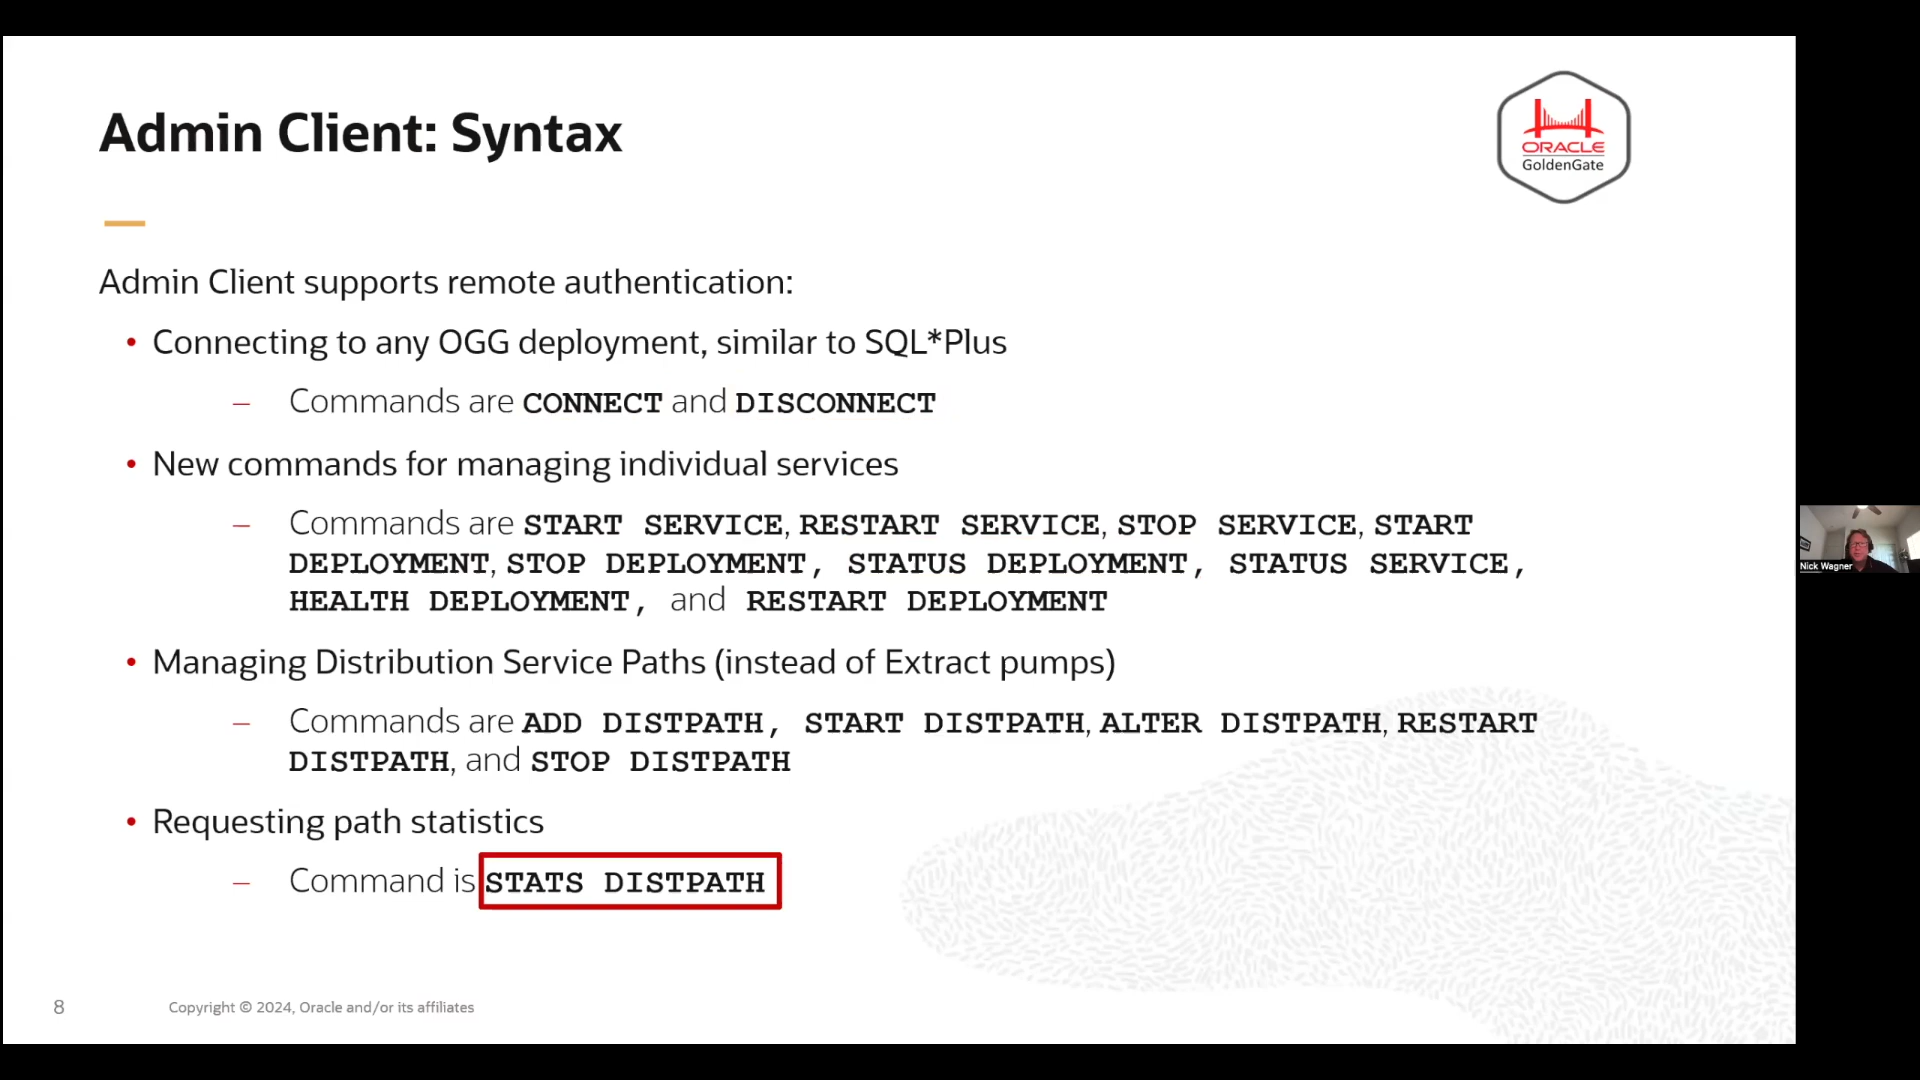 Admin Client: Syntax
ORACLE
GoldenGate
Admin Client supports remote authentication:
• Connecting to any OGG deployment, similar to SQL*Plus
– Commands are CONNECT and DISCONNECT
• New commands for managing individual services
– Commands are START SERVICE, RESTART SERVICE, STOP SERVICE, START
DEPLOYMENT, STOP DEPLOYMENT, STATUS DEPLOYMENT, STATUS SERVICE,
HEALTH DEPLOYMENT, and RESTART DEPLOYMENT
• Managing Distribution Service Paths (instead of Extract pumps)
– Commands are ADD DISTPATH, START DISTPATH, ALTER DISTPATH, RESTART
DISTPATH, and STOP DISTPATH
• Requesting path statistics
– Command is STATS DISTPATH
Nick Wagner
8
Copyright © 2024, Oracle and/or its affiliates